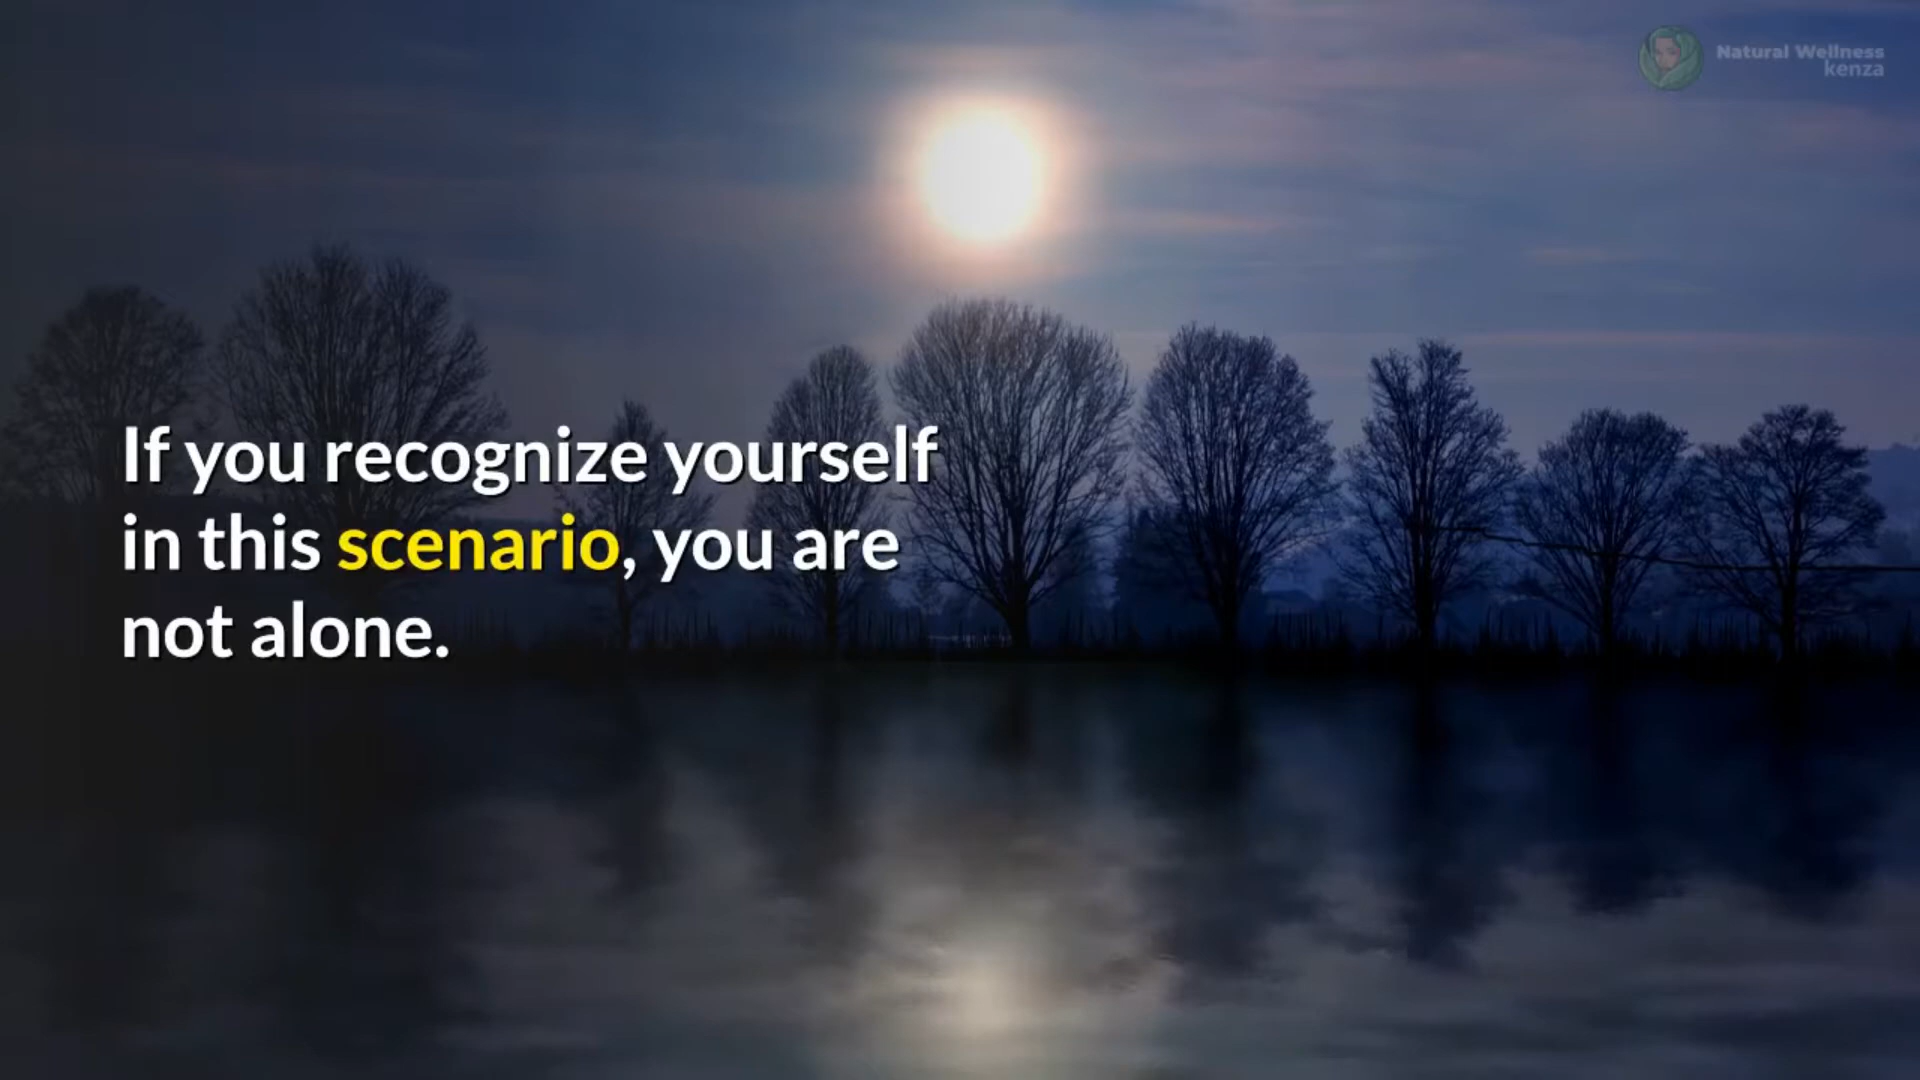 Natural Wellness
kenza
If you recognize yourself
in this scenario, you are
not alone.